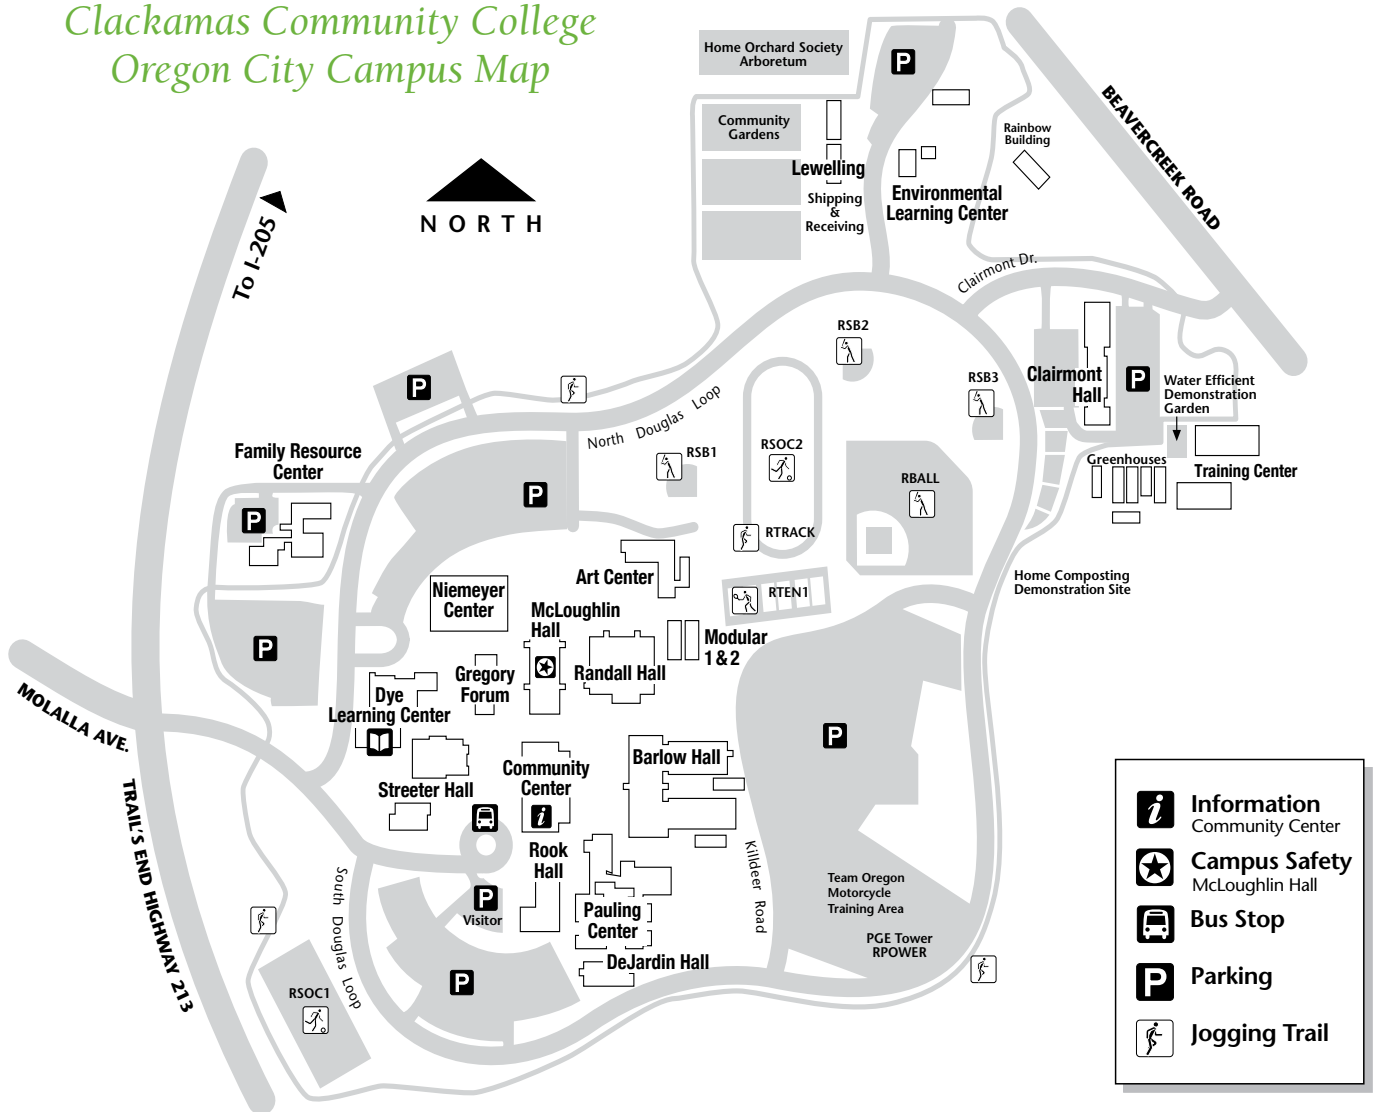 Clackamas Community College
Oregon City Campus Map
NORTH
To I-205
Home Orchard Society
Arboretum
P
Community
Gardens
Lewelling
Shipping
&
Receiving
Environmental
Learning Center
Rainbow
Building
BEAVERCREEK ROAD
Clairmont Dr.
RSB2
RSB3
Clairmont
Hall
P
Water Efficient
Demonstration
Garden
Greenhouses
Training Center
Home Composting
Demonstration Site
P
North Douglas Loop
RSB1
RSOC2
RBALL
RTRACK
RTEN1
Family Resource
Center
P
P
P
Art Center
Niemeyer
Center
McLoughlin
Hall
Randall Hall
Modular
1 & 2
Gregory
Forum
Dye
Learning Center
MOLALLA AVE.
TRAIL'S END HIGHWAY 213
Streeter Hall
Community
Center
i
Barlow Hall
P
Rook
Hall
P
Visitor
Pauling
Center
DeJardin Hall
Killdeer Road
Team Oregon
Motorcycle
Training Area
PGE Tower
RPOWER
South Douglas Loop
P
RSOC1
i
Information
Community Center
Campus Safety
McLoughlin Hall
Bus Stop
P
Parking
Jogging Trail